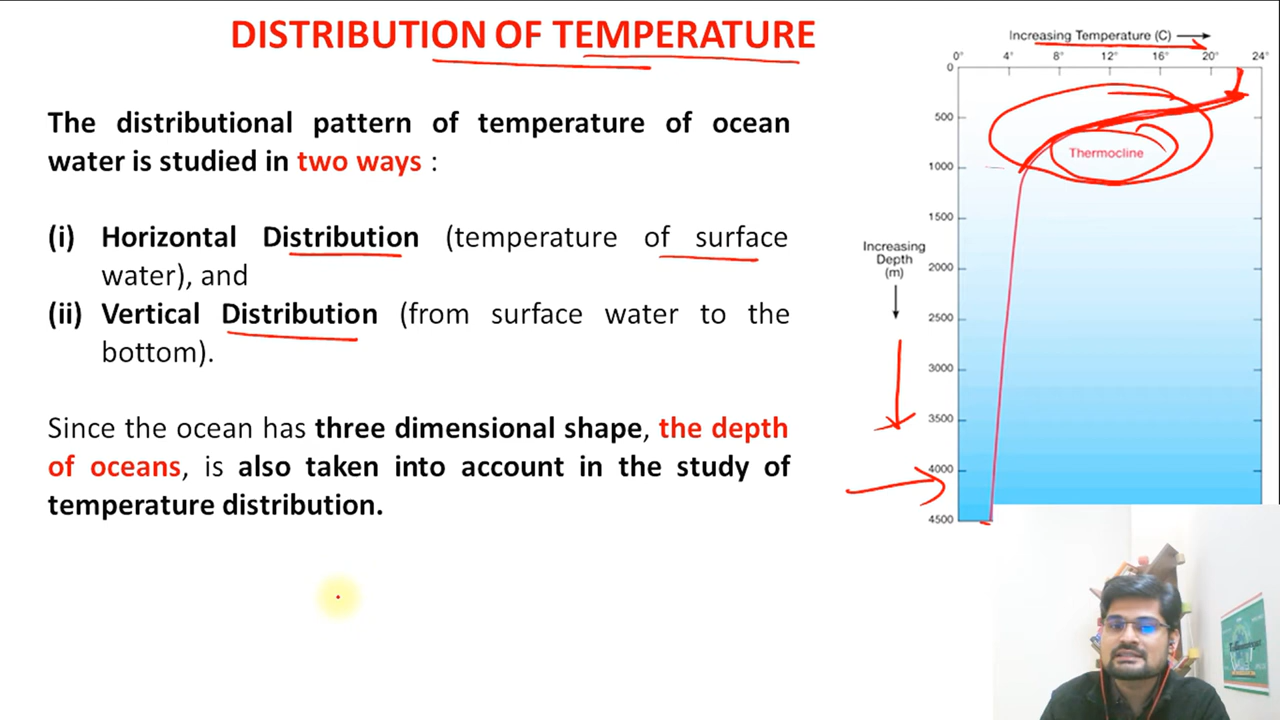 DISTRIBUTION OF TEMPERATURE
The distributional pattern of temperature of ocean
water is studied in two ways :
(i) Horizontal Distribution (temperature of surface
water), and
(ii) Vertical Distribution (from surface water to the
bottom).
Since the ocean has three dimensional shape, the depth
of oceans, is also taken into account in the study of
temperature distribution.
Increasing Temperature (C)
0° 4° 8° 12° 16° 20° 24°
0
500
Thermocline
1000
1500
Increasing
Depth
(m)
2000
2500
3000
3500
4000
4500